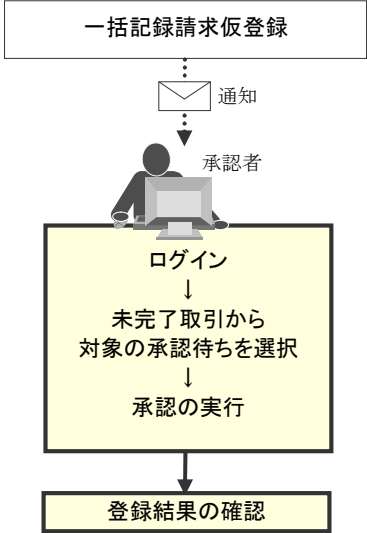 一括記録請求仮登録
通知
承認者
ログイン
↓
未完了取引から
対象の承認待ちを選択
↓
承認の実行
登録結果の確認